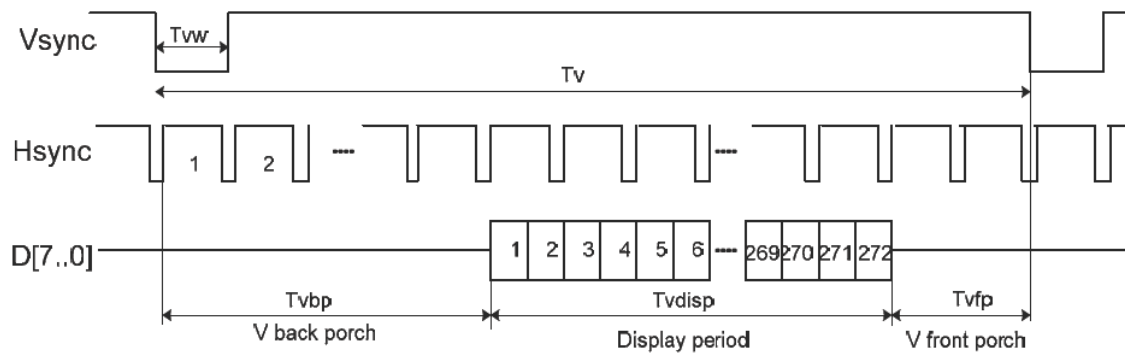 Vsync
Tvw
Tv
Hsync
1 2 ---- ----
D[7..0]
1 2 3 4 5 6 ---- 269 270 271 272
Tvbp Tvdisp Tvfp
V back porch Display period V front porch